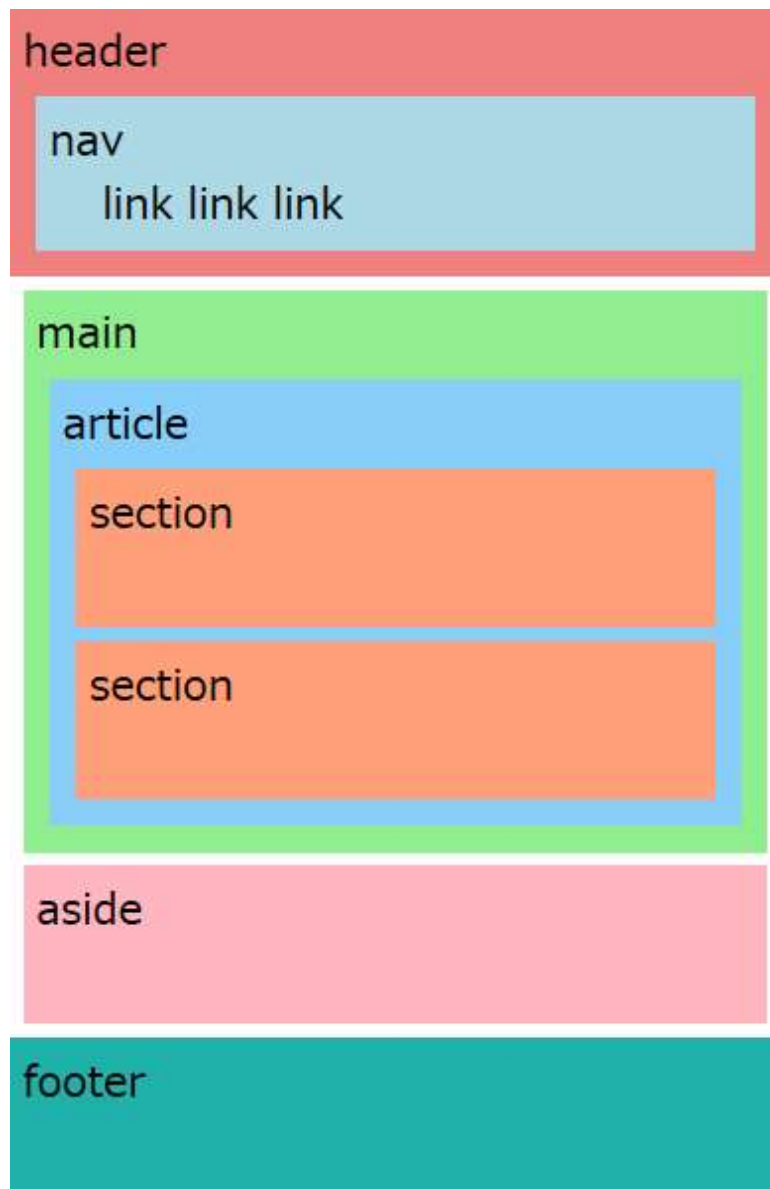 header
nav
link link link
main
article
section
section
aside
footer